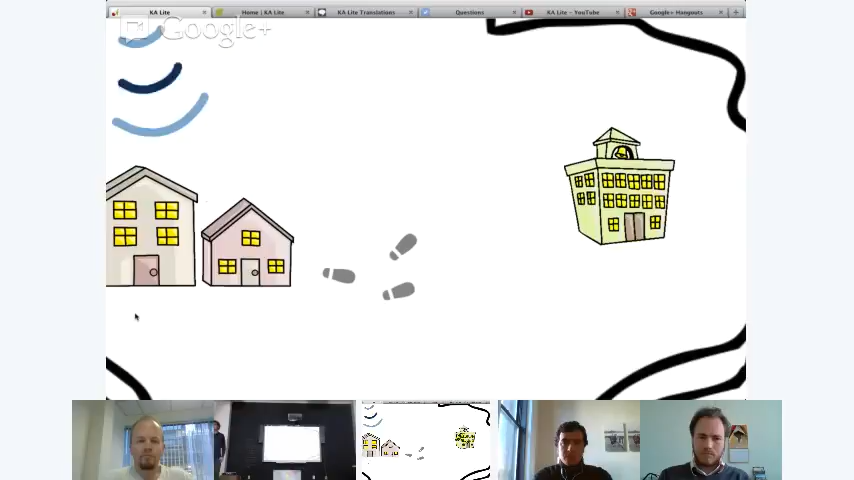 KA Lite
Home | KA Lite
KA Lite Translations
Questions
KA Lite - YouTube
Google+ Hangouts
Google+